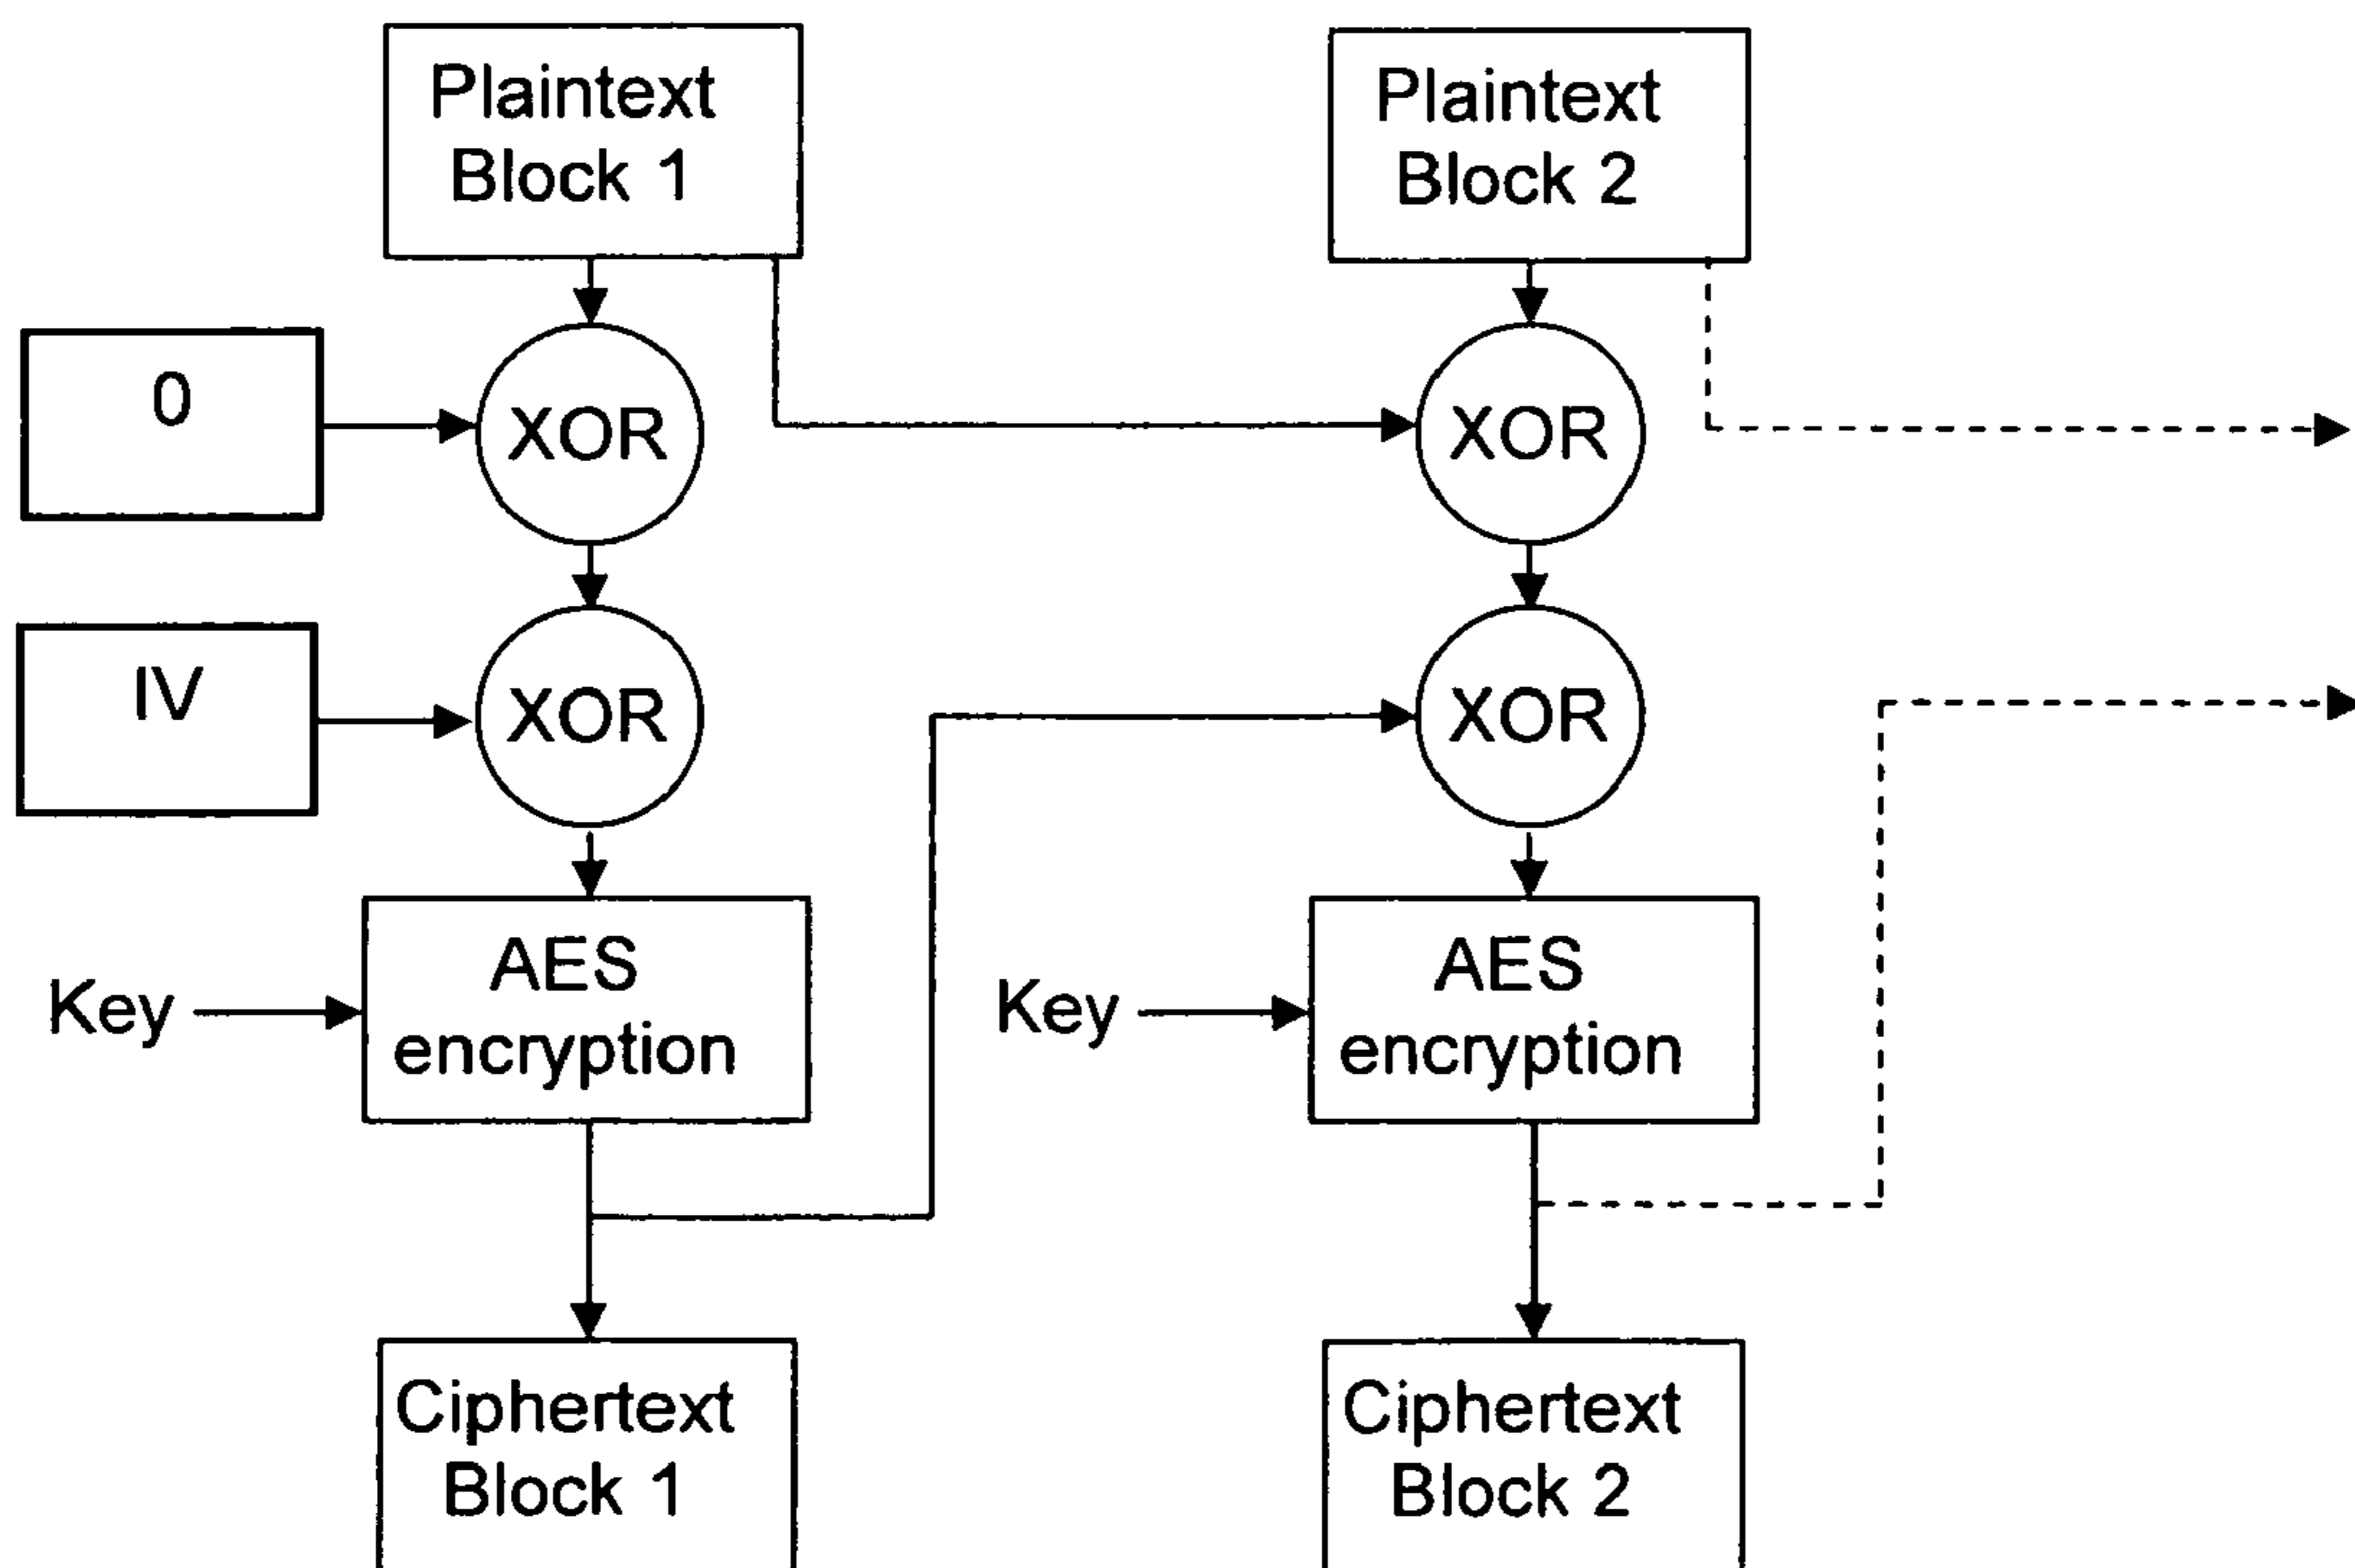 Plaintext
Block 1
Plaintext
Block 2
0
XOR
XOR
IV
XOR
XOR
Key
AES
encryption
Key
AES
encryption
Ciphertext
Block 1
Ciphertext
Block 2